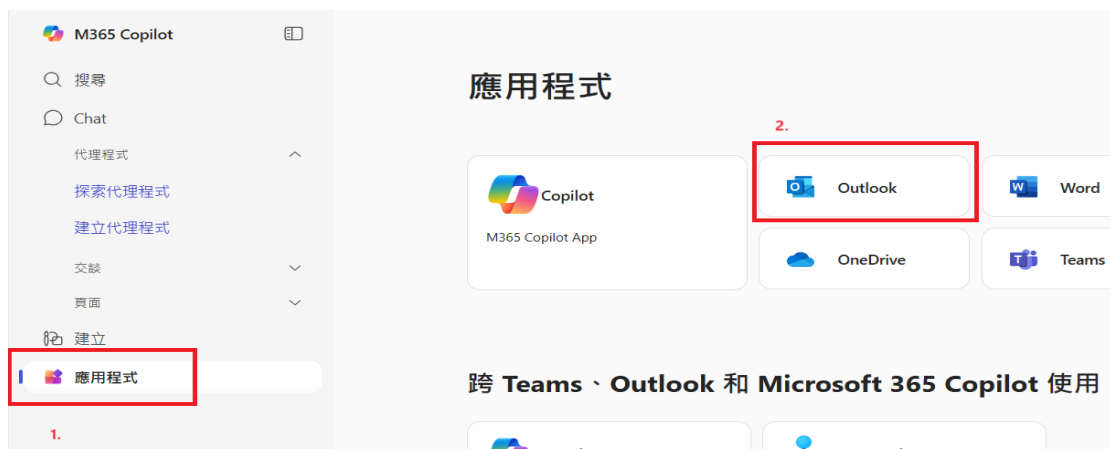 M365 Copilot
搜尋
Chat
代理程式
探索代理程式
建立代理程式
交談
頁面
建立
應用程式
1.
應用程式
2.
Copilot
M365 Copilot App
Outlook
Word
OneDrive
Teams
跨 Teams、Outlook 和 Microsoft 365 Copilot 使用